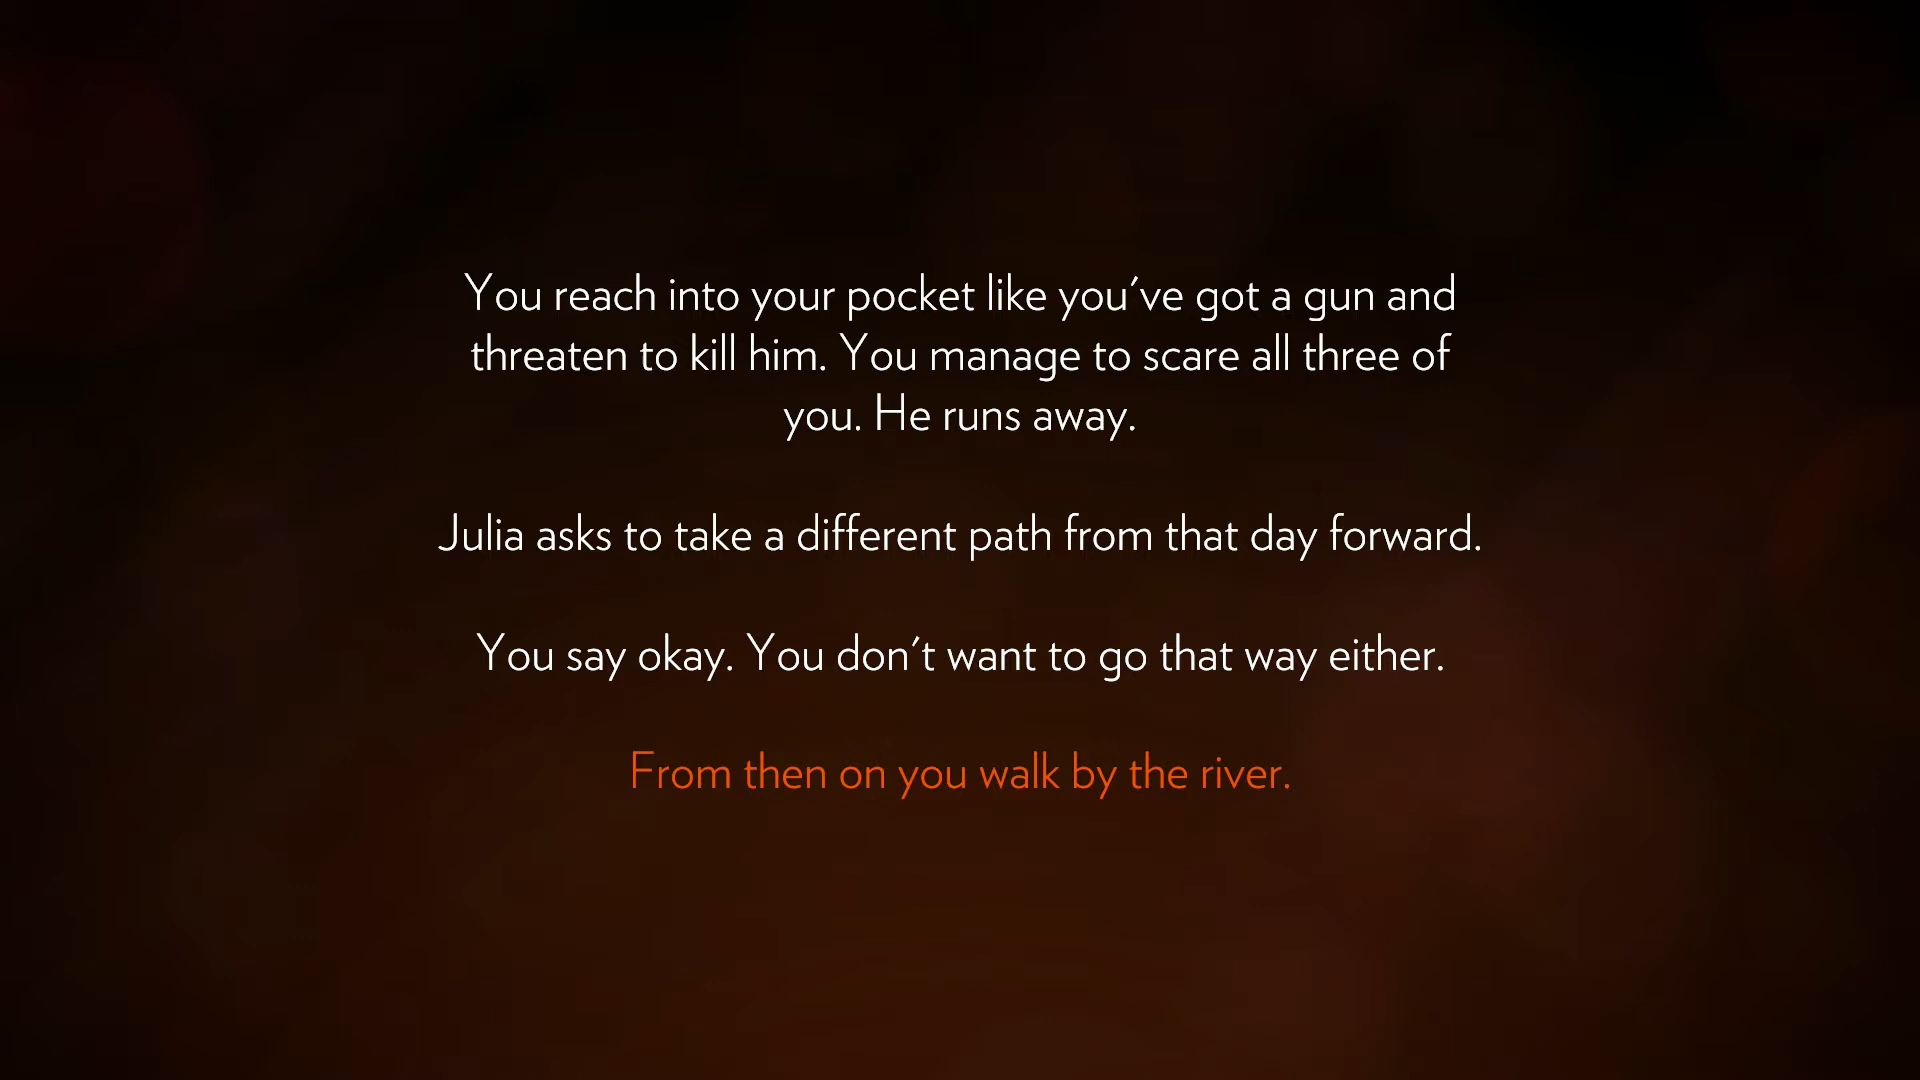 You reach into your pocket like you've got a gun and
threaten to kill him. You manage to scare all three of
you. He runs away.
Julia asks to take a different path from that day forward.
You say okay. You don't want to go that way either.
From then on you walk by the river.